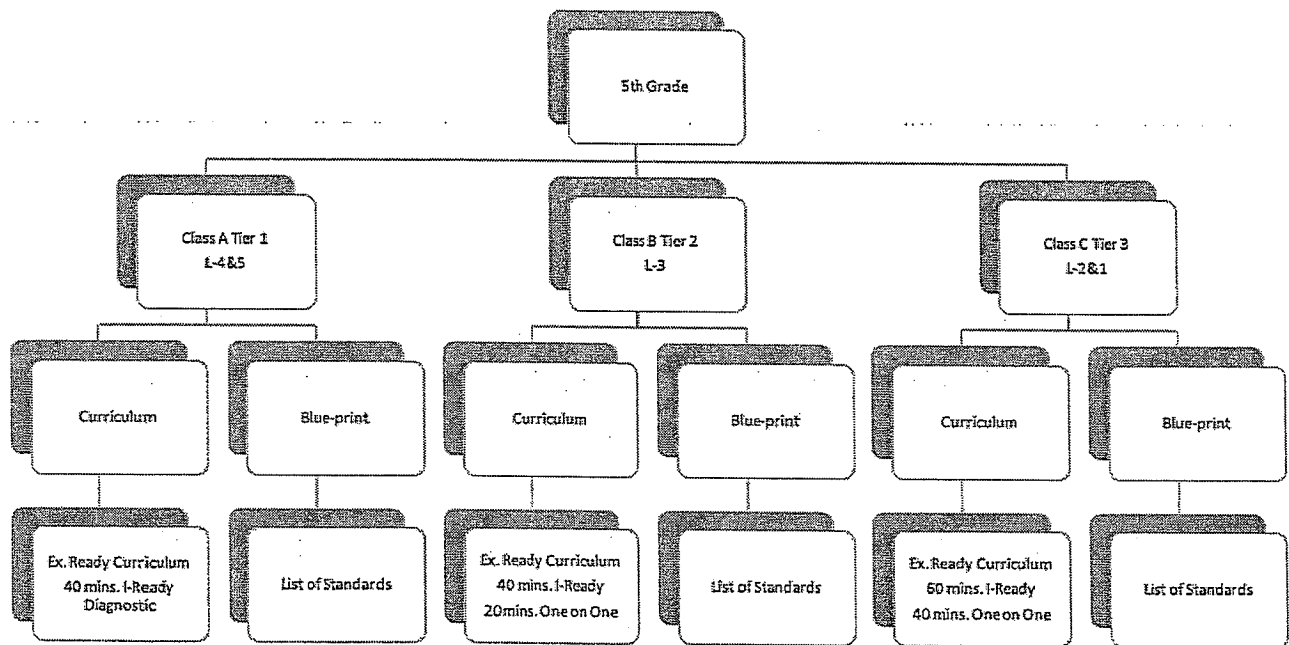 5th Grade
Class A Tier 1
L-4&5
Class B Tier 2
L-3
Class C Tier 3
L-2&1
Curriculum
Blue-print
Curriculum
Blue-print
Curriculum
Blue-print
Ex. Ready Curriculum
40 mins. I-Ready
Diagnostic
List of Standards
Ex. Ready Curriculum
40 mins. I-Ready
20mins. One on One
List of Standards
Ex. Ready Curriculum
60 mins. I-Ready
40 mins. One on One
List of Standards